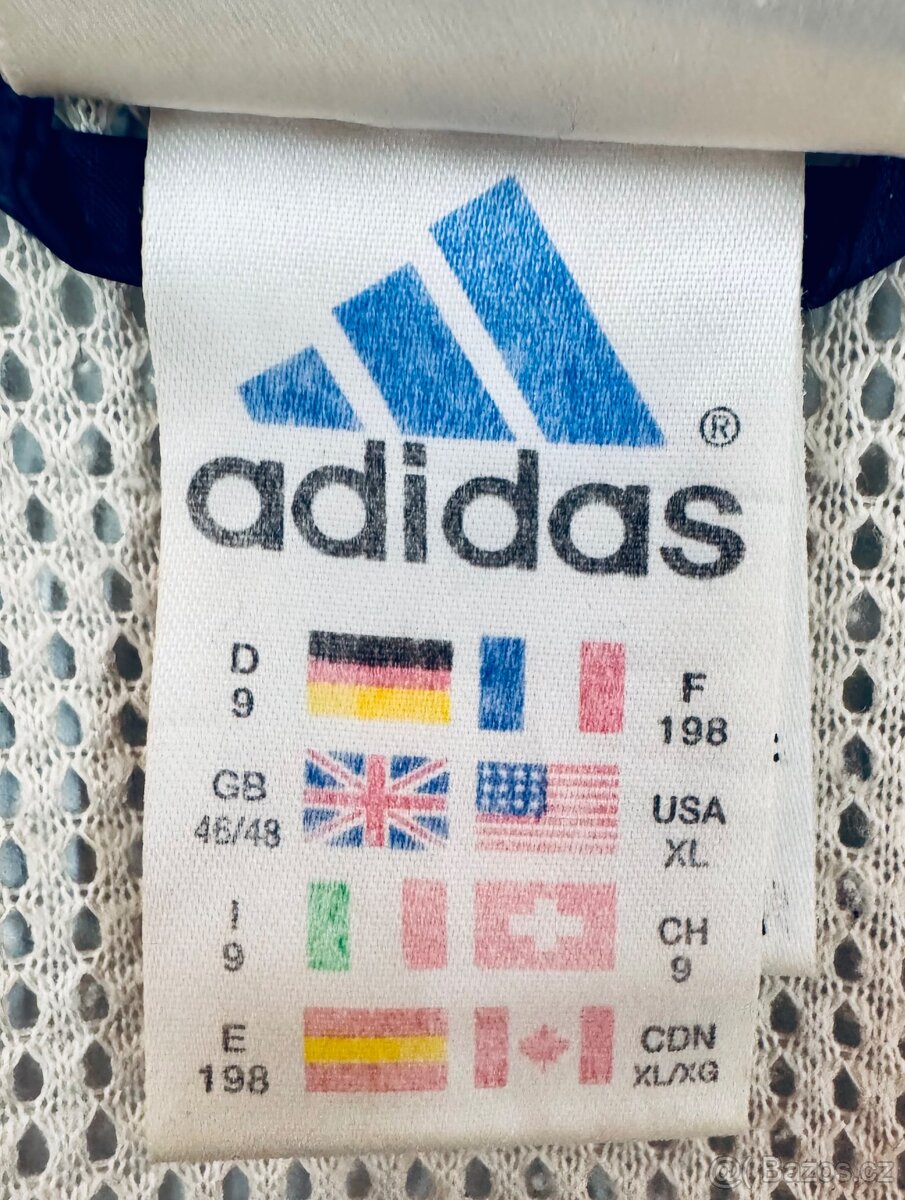 ®
adidas
D
9
F
198
GB
46/48
USA
XL
I
9
CH
9
E
198
CDN
XL/XG
@ Bazos.cz